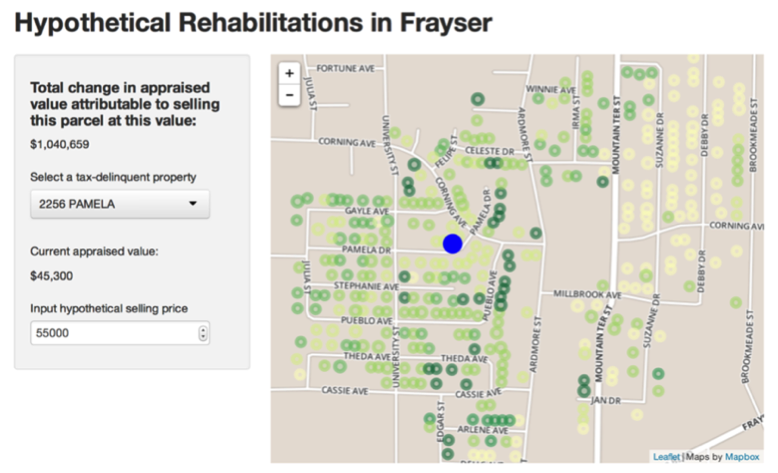 Hypothetical Rehabilitations in Frayser
Total change in appraised
value attributable to selling
this parcel at this value:
$1,040,659
Select a tax-delinquent property
2256 PAMELA
Current appraised value:
$45,300
Input hypothetical selling price
55000
+
−
FORTUNE AVE
JULIA ST
WINNIE AVE
IRMA ST
MOUNTAIN TER ST
SUZANNE DR
DEBBY DR
BROOKMEADE ST
ARDMORE ST
UNIVERSITY ST
CORNING AVE
FELIPE ST
CELESTE DR
CORNING AVE
PAMELA DR
GAYLE AVE
CORNING AVE
PAMELA DR
JULIA ST
STEPHANIE AVE
PUEBLO AVE
DEBBY DR
MILLBROOK AVE
SUZANNE DR
PUEBLO AVE
MOUNTAIN TER ST
ARDMORE ST
BROOKMEADE ST
UNIVERSITY ST
THEDA AVE
THEDA AVE
CASSIE AVE
CASSIE AVE
JAN DR
EDGAR ST
ARLENE AVE
FRAY
Leaflet | Maps by Mapbox